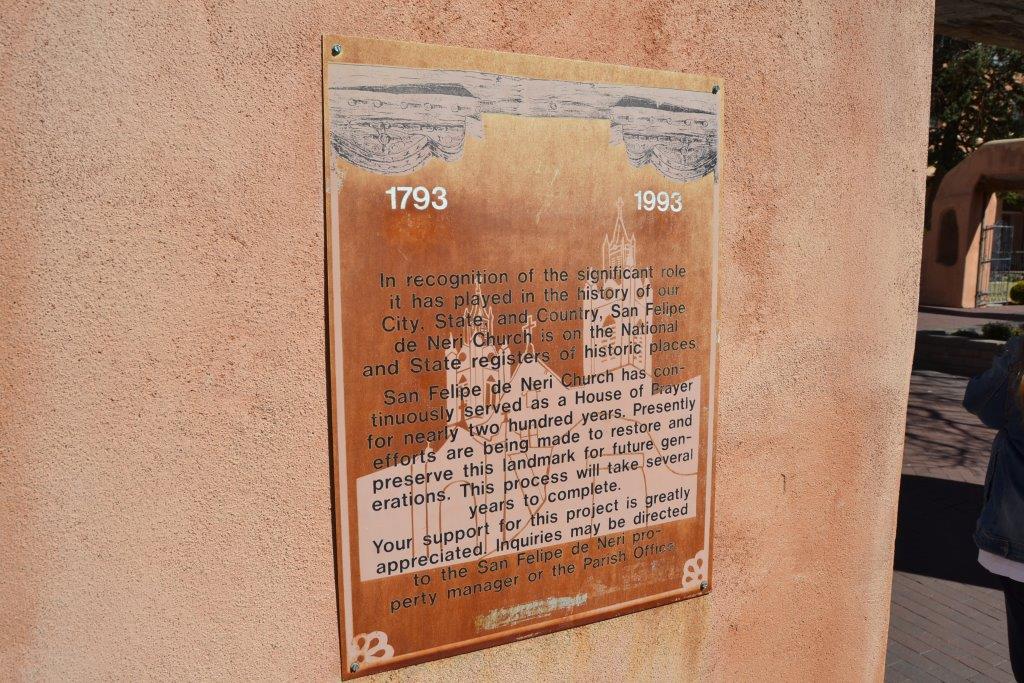 1793 1993
In recognition of the significant role
it has played in the history of our
City, State and Country, San Felipe
de Neri Church is on the National
and State registers of historic places
San Felipe de Neri Church has con-
tinuously served as a House of Prayer
for nearly two hundred years. Presently
efforts are being made to restore and
preserve this landmark for future gen-
erations. This process will take several
years to complete.
Your support for this project is greatly
appreciated. Inquiries may be directed
to the San Felipe de Neri pro-
perty manager or the Parish Office.